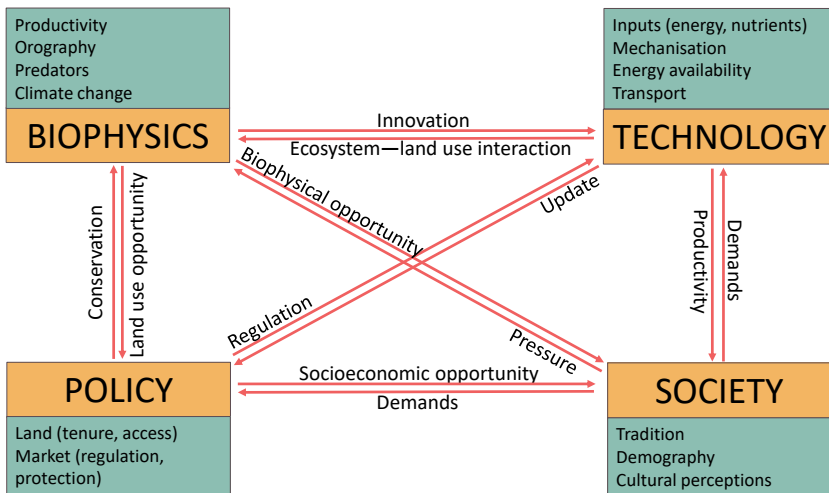 Productivity
Orography
Predators
Climate change
BIOPHYSICS
Inputs (energy, nutrients)
Mechanisation
Energy availability
Transport
TECHNOLOGY
Innovation
Ecosystem—land use interaction
Biophysical opportunity
Update
Conservation
Land use opportunity
Productivity
Demands
Regulation
Pressure
POLICY
Socioeconomic opportunity
Demands
SOCIETY
Land (tenure, access)
Market (regulation,
protection)
Tradition
Demography
Cultural perceptions